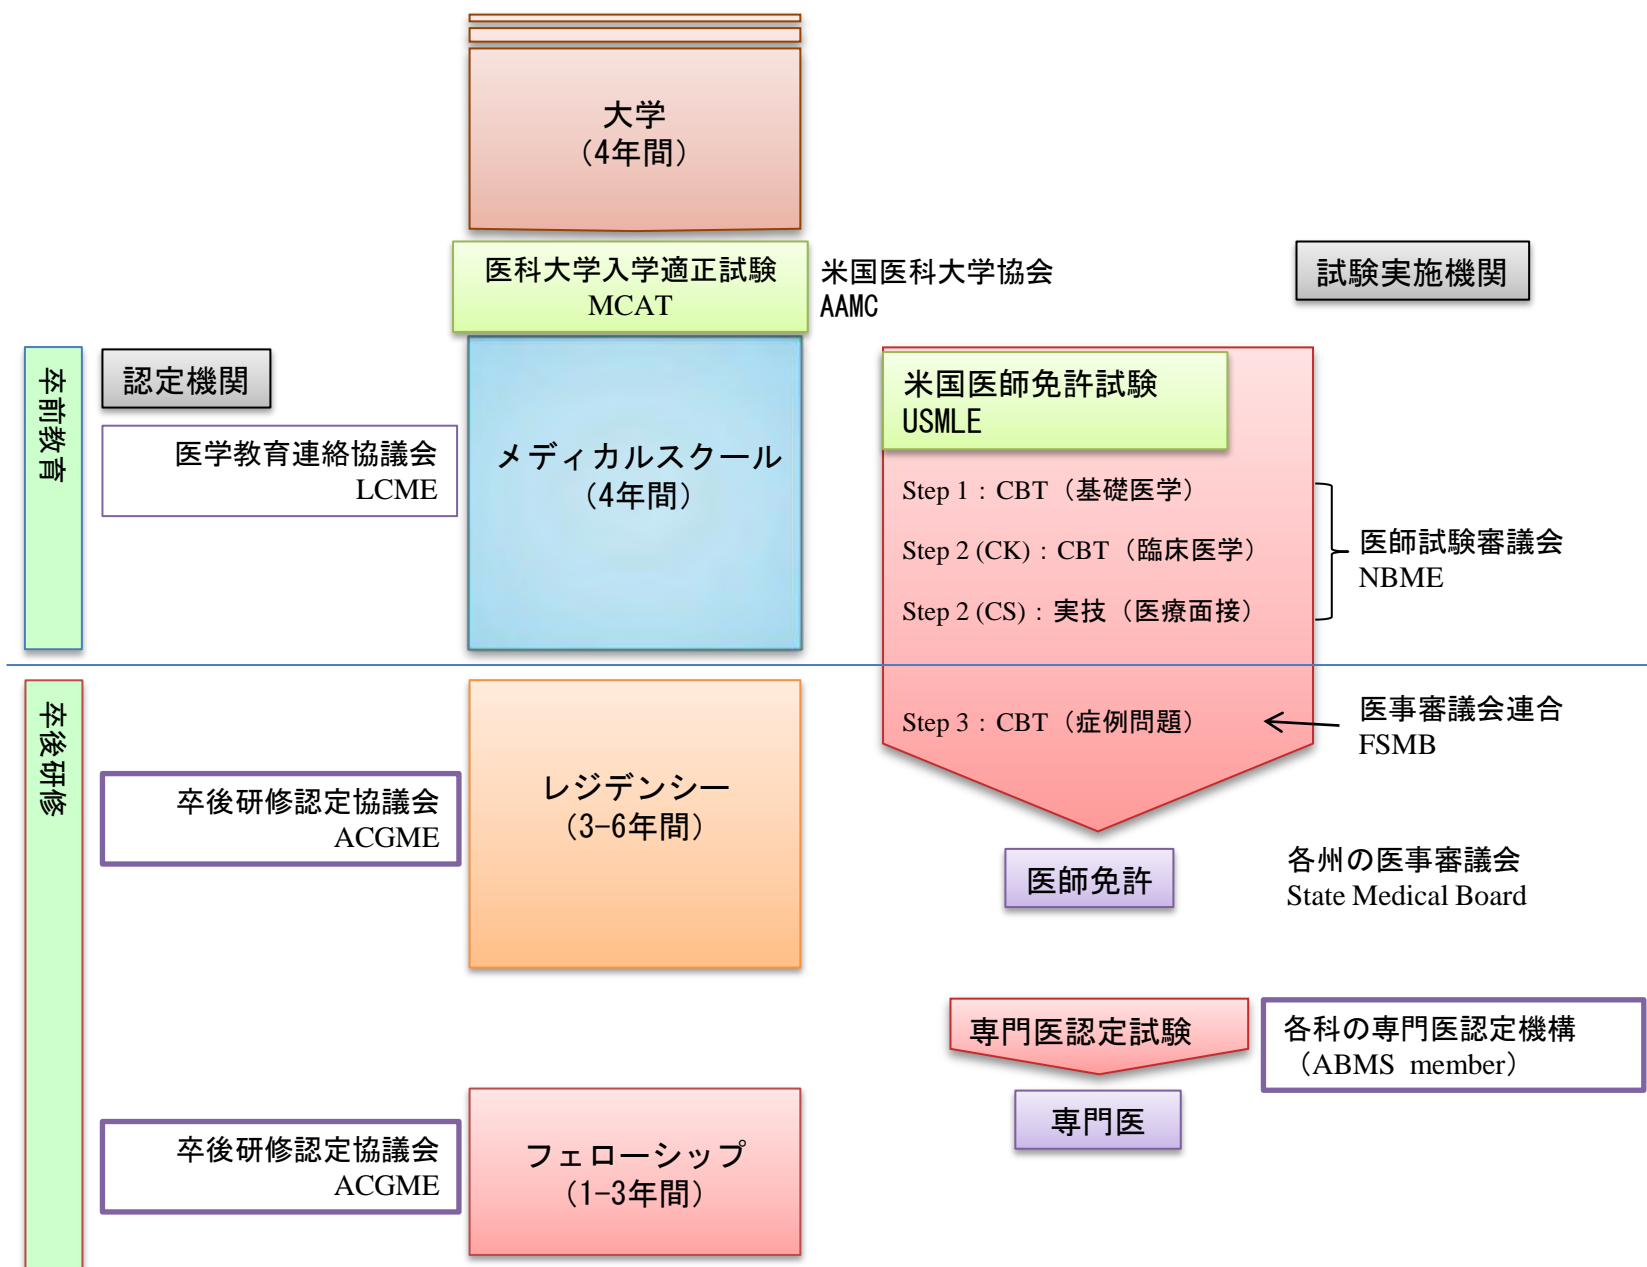 大学
（4年間）
医科大学入学適正試験
MCAT
米国医科大学協会
AAMC
試験実施機関
卒前教育
認定機関
医学教育連絡協議会
LCME
メディカルスクール
（4年間）
米国医師免許試験
USMLE
Step 1：CBT（基礎医学）
Step 2 (CK)：CBT（臨床医学）
Step 2 (CS)：実技（医療面接）
医師試験審議会
NBME
卒後研修
卒後研修認定協議会
ACGME
レジデンシー
（3-6年間）
Step 3：CBT（症例問題）
医事審議会連合
FSMB
医師免許
各州の医事審議会
State Medical Board
専門医認定試験
各科の専門医認定機構
（ABMS member）
専門医
卒後研修認定協議会
ACGME
フェローシップ
（1-3年間）